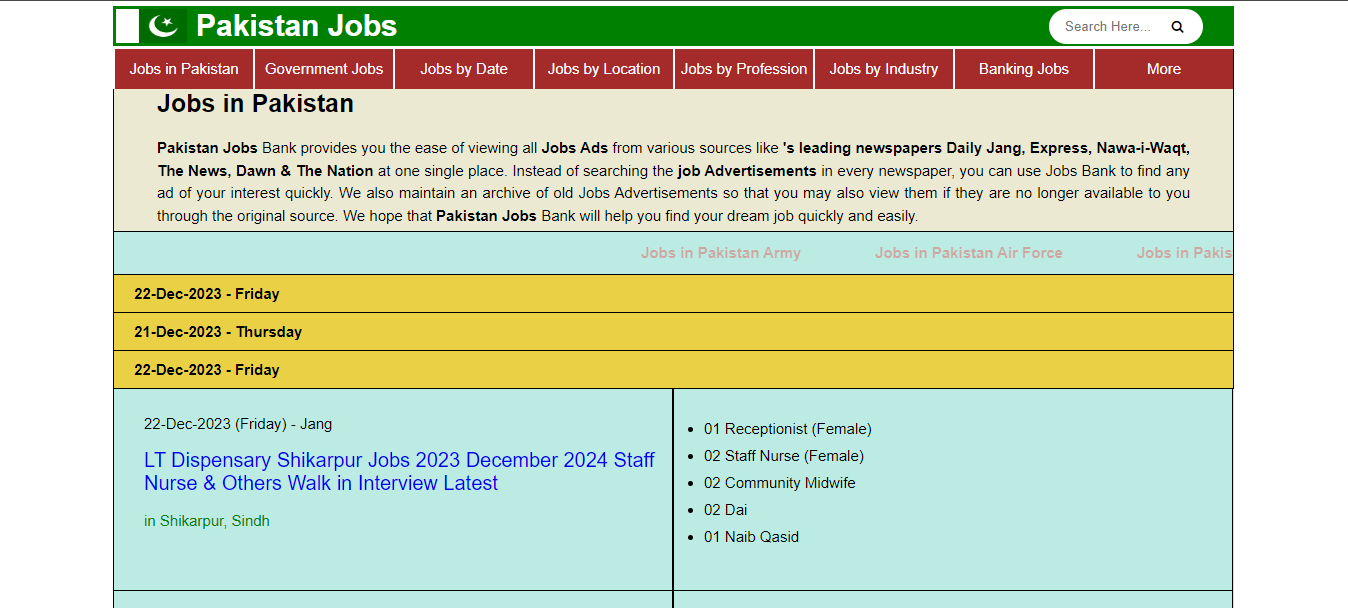 Pakistan Jobs
Search Here...
Jobs in Pakistan
Government Jobs
Jobs by Date
Jobs by Location
Jobs by Profession
Jobs by Industry
Banking Jobs
More
Jobs in Pakistan
Pakistan Jobs Bank provides you the ease of viewing all Jobs Ads from various sources like 's leading newspapers Daily Jang, Express, Nawa-i-Waqt,
The News, Dawn & The Nation at one single place. Instead of searching the job Advertisements in every newspaper, you can use Jobs Bank to find any
ad of your interest quickly. We also maintain an archive of old Jobs Advertisements so that you may also view them if they are no longer available to you
through the original source. We hope that Pakistan Jobs Bank will help you find your dream job quickly and easily.
Jobs in Pakistan Army
Jobs in Pakistan Air Force
Jobs in Pakis
22-Dec-2023 - Friday
21-Dec-2023 - Thursday
22-Dec-2023 - Friday
22-Dec-2023 (Friday) - Jang
LT Dispensary Shikarpur Jobs 2023 December 2024 Staff
Nurse & Others Walk in Interview Latest
in Shikarpur, Sindh
01 Receptionist (Female)
02 Staff Nurse (Female)
02 Community Midwife
02 Dai
01 Naib Qasid